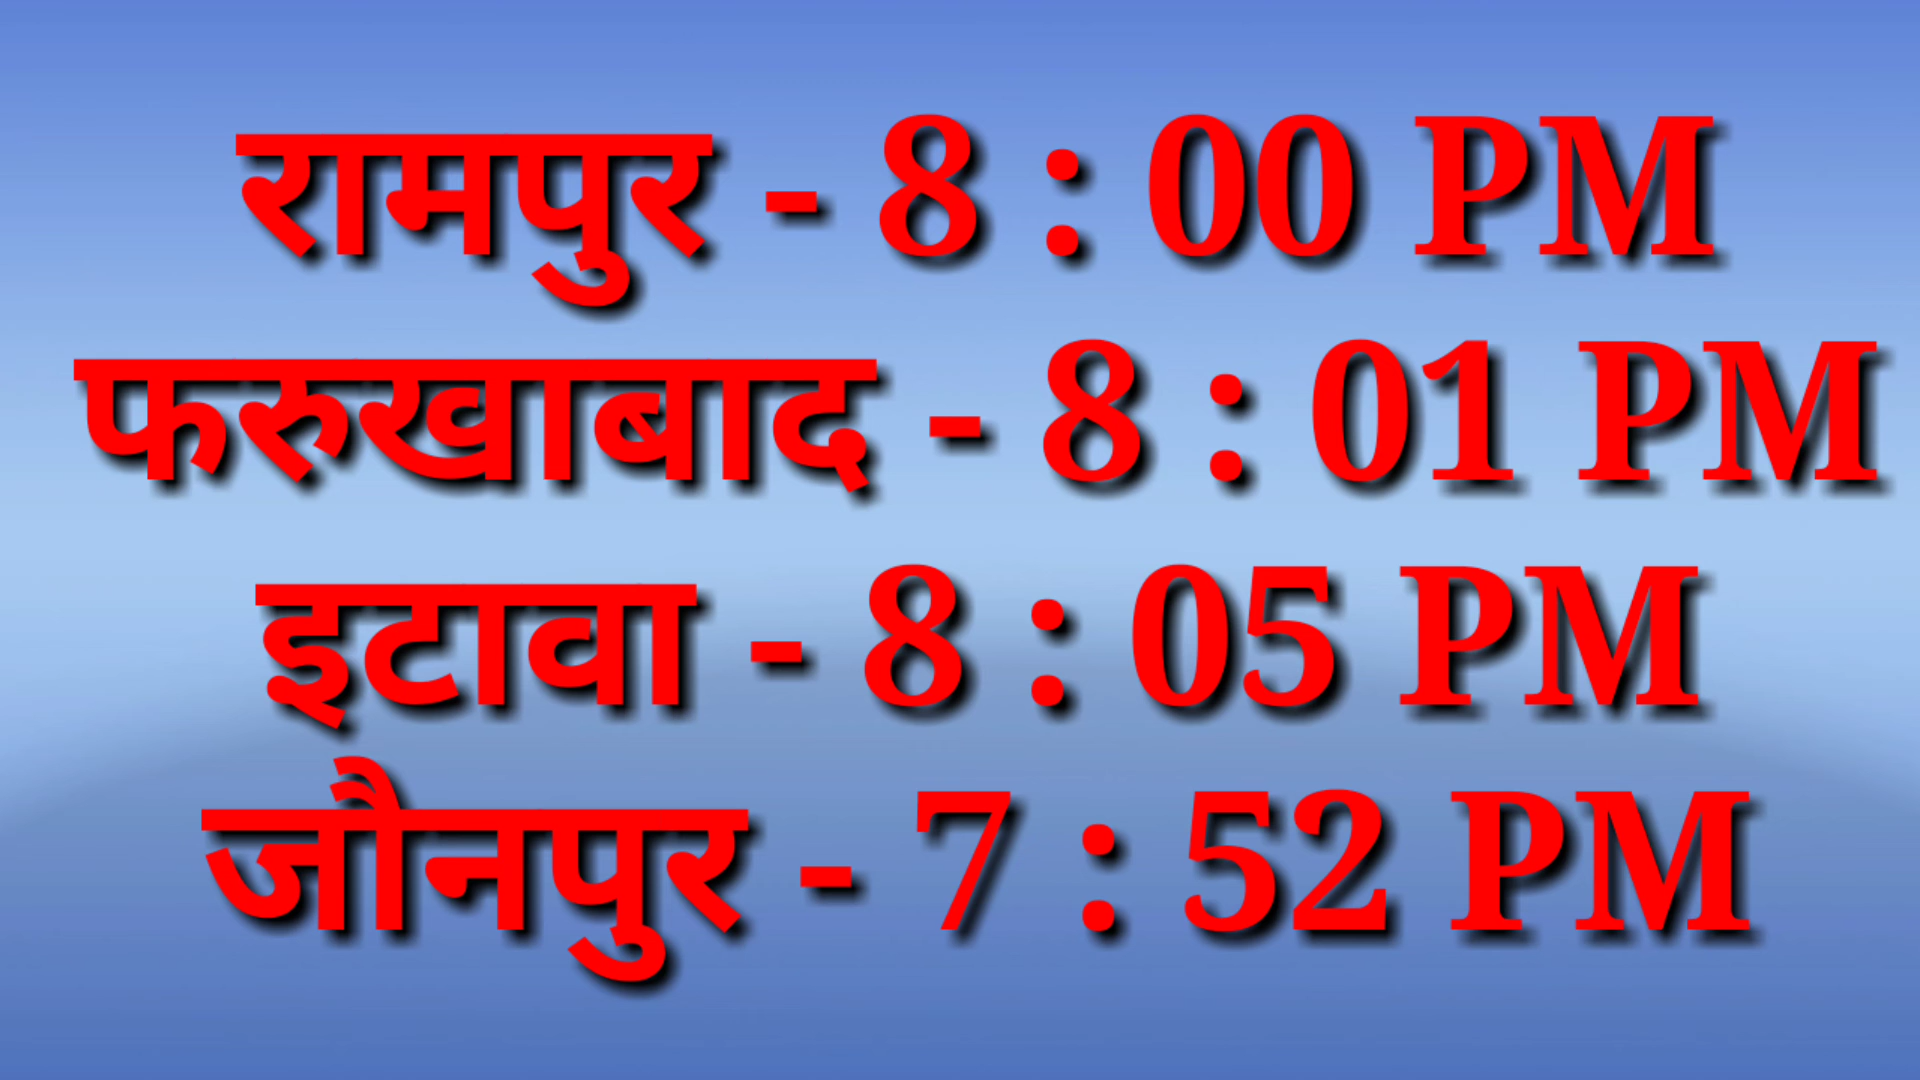 रामपुर - 8 : 00 PM
फरुखाबाद - 8 : 01 PM
इटावा - 8 : 05 PM
जौनपुर - 7 : 52 PM